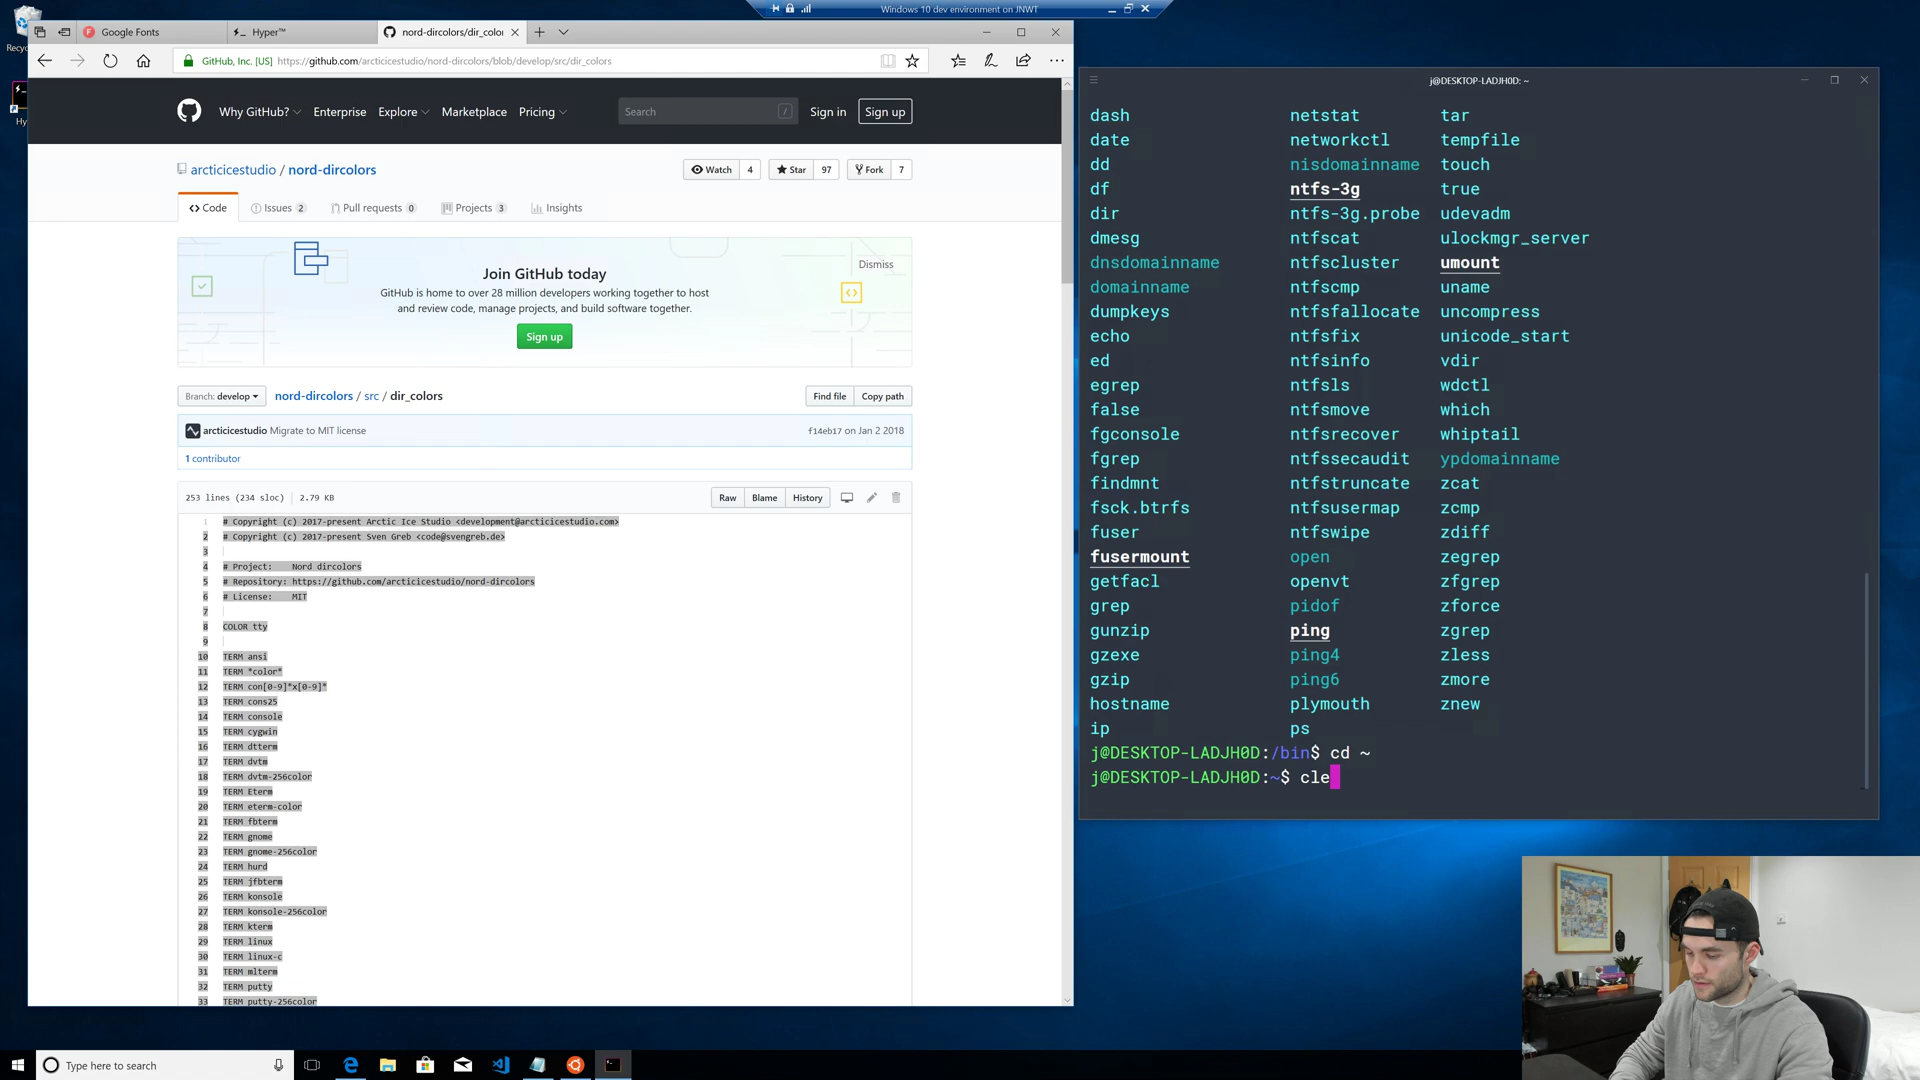 Windows 10 dev environment on JNWT
Recyc
Hy
Google Fonts
Hyper™
nord-dircolors/dir_color
GitHub, Inc. [US] https://github.com/arcticicestudio/nord-dircolors/blob/develop/src/dir_colors
Why GitHub? Enterprise Explore Marketplace Pricing
Search /
Sign in Sign up
arcticicestudio / nord-dircolors
Watch 4 Star 97 Fork 7
Code Issues 2 Pull requests 0 Projects 3 Insights
Join GitHub today
Dismiss
GitHub is home to over 28 million developers working together to host
and review code, manage projects, and build software together.
Sign up
Branch: develop nord-dircolors / src / dir_colors Find file Copy path
arcticicestudio Migrate to MIT license f14eb17 on Jan 2 2018
1 contributor
253 lines (234 sloc) 2.79 KB Raw Blame History
1 # Copyright (c) 2017-present Arctic Ice Studio <development@arcticicestudio.com>
2 # Copyright (c) 2017-present Sven Greb <code@svengreb.de>
3
4 # Project: Nord dircolors
5 # Repository: https://github.com/arcticicestudio/nord-dircolors
6 # License: MIT
7
8 COLOR tty
9
10 TERM ansi
11 TERM *color*
12 TERM con[0-9]*x[0-9]*
13 TERM cons25
14 TERM console
15 TERM cygwin
16 TERM dtterm
17 TERM dvtm
18 TERM dvtm-256color
19 TERM Eterm
20 TERM eterm-color
21 TERM fbterm
22 TERM gnome
23 TERM gnome-256color
24 TERM hurd
25 TERM jfbterm
26 TERM konsole
27 TERM konsole-256color
28 TERM kterm
29 TERM linux
30 TERM linux-c
31 TERM mlterm
32 TERM putty
33 TERM putty-256color
j@DESKTOP-LADJH0D: ~
dash netstat tar
date networkctl tempfile
dd nisdomainname touch
df ntfs-3g true
dir ntfs-3g.probe udevadm
dmesg ntfscat ulockmgr_server
dnsdomainname ntfscluster umount
domainname ntfscmp uname
dumpkeys ntfsfallocate uncompress
echo ntfsfix unicode_start
ed ntfsinfo vdir
egrep ntfsls wdctl
false ntfsmove which
fgconsole ntfsrecover whiptail
fgrep ntfssecaudit ypdomainname
findmnt ntfstruncate zcat
fsck.btrfs ntfsusermap zcmp
fuser ntfswipe zdiff
fusermount open zegrep
getfacl openvt zfgrep
grep pidof zforce
gunzip ping zgrep
gzexe ping4 zless
gzip ping6 zmore
hostname plymouth znew
ip ps
j@DESKTOP-LADJH0D:/bin$ cd ~
j@DESKTOP-LADJH0D:~$ cle
Type here to search